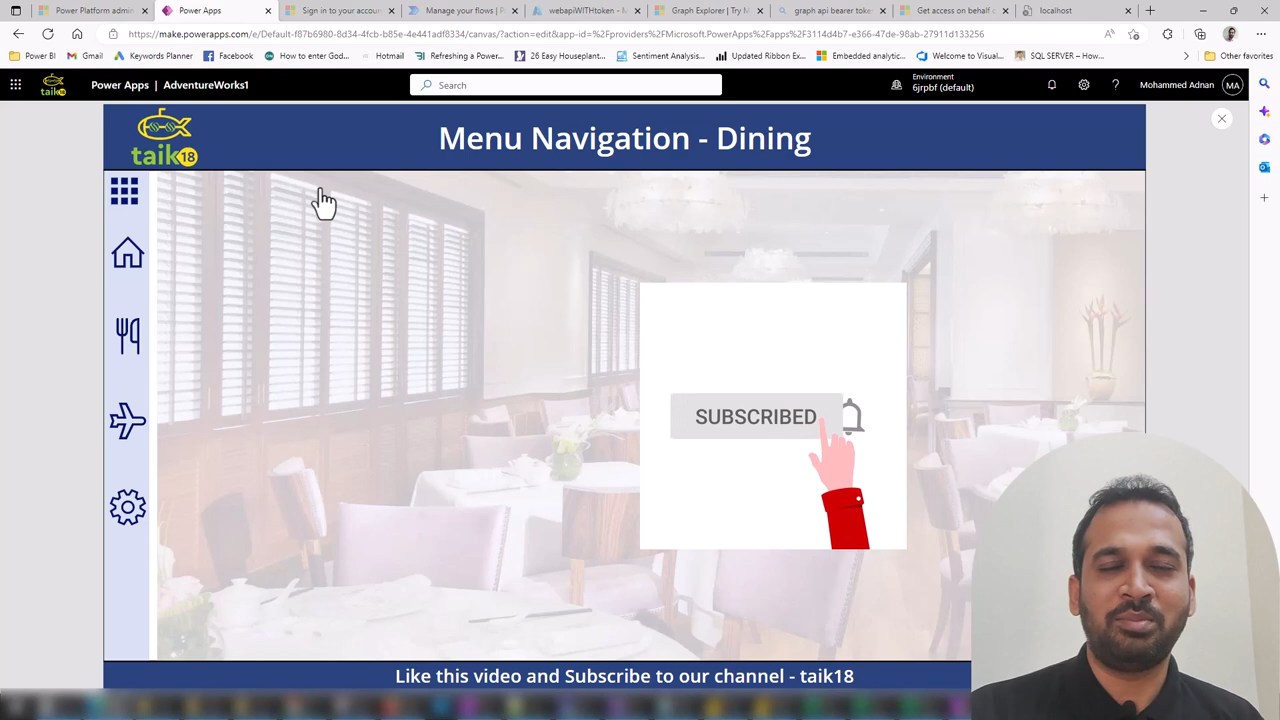 Power Platform admin
Power Apps
Sign in to your accou
Manage your flows | P
webapiWITHtoken - M
Graph Explorer | Try M
graph api bearer toke
Get access on behalf o
localhost
https://make.powerapps.com/e/Default-f87b6980-8d34-4fcb-b85e-4e441adf8334/canvas/?action=edit&app-id=%2Fproviders%2FMicrosoft.PowerApps%2Fapps%2F3114d4b7-e366-47de-98ab-27911d133256
Power BI
Gmail
Keywords Planner
Facebook
How to enter God...
Hotmail
Refreshing a Power...
26 Easy Houseplant...
Sentiment Analysis...
Updated Ribbon Ex...
Embedded analytic...
Welcome to Visual...
SQL SERVER – How...
Other favorites
taik18
Power Apps | AdventureWorks1
Search
Environment
6jrpbf (default)
Mohammed Adnan
MA
taik18
Menu Navigation - Dining
SUBSCRIBED
Like this video and Subscribe to our channel - taik18